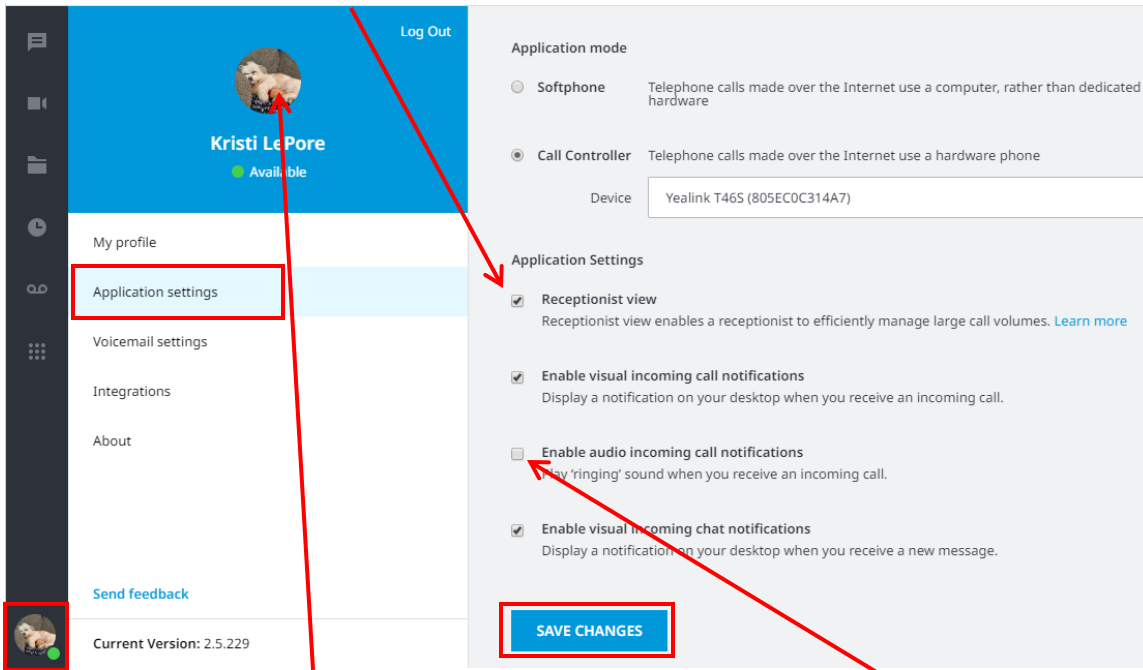 Log Out
Kristi LePore
Available
My profile
Application settings
Voicemail settings
Integrations
About
Send feedback
Current Version: 2.5.229
Application mode
Softphone Telephone calls made over the Internet use a computer, rather than dedicated
hardware
Call Controller Telephone calls made over the Internet use a hardware phone
Device Yealink T46S (805EC0C314A7)
Application Settings
Receptionist view
Receptionist view enables a receptionist to efficiently manage large call volumes. Learn more
Enable visual incoming call notifications
Display a notification on your desktop when you receive an incoming call.
Enable audio incoming call notifications
Play ‘ringing’ sound when you receive an incoming call.
Enable visual incoming chat notifications
Display a notification on your desktop when you receive a new message.
SAVE CHANGES